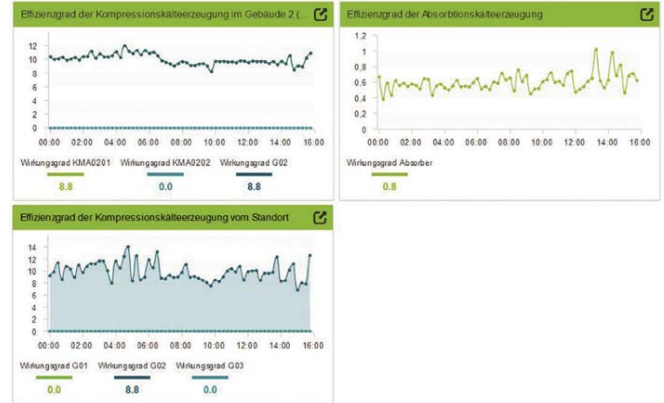 Effizienzgrad der Kompressionskälteerzeugung im Gebäude 2 (...
12
10
8
6
4
2
0
00:00 02:00 04:00 06:00 08:00 10:00 12:00 14:00 16:00
Wirkungsgrad KMA0201 Wirkungsgrad KMA0202 Wirkungsgrad G02
8.8 0.0 8.8
Effizienzgrad der Absorbtionskälteerzeugung
1,2
1
0,8
0,6
0,4
0,2
0
00:00 02:00 04:00 06:00 08:00 10:00 12:00 14:00 16:00
Wirkungsgrad Absorber
0.8
Effizienzgrad der Kompressionskälteerzeugung vom Standort
14
12
10
8
6
4
2
0
00:00 02:00 04:00 06:00 08:00 10:00 12:00 14:00 16:00
Wirkungsgrad G01 Wirkungsgrad G02 Wirkungsgrad G03
0.0 8.8 0.0